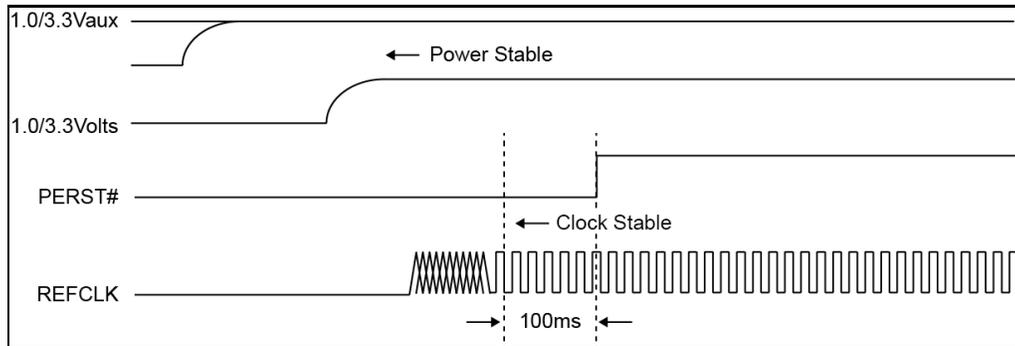 1.0/3.3Vaux
Power Stable
1.0/3.3Volts
PERST#
Clock Stable
REFCLK
100ms